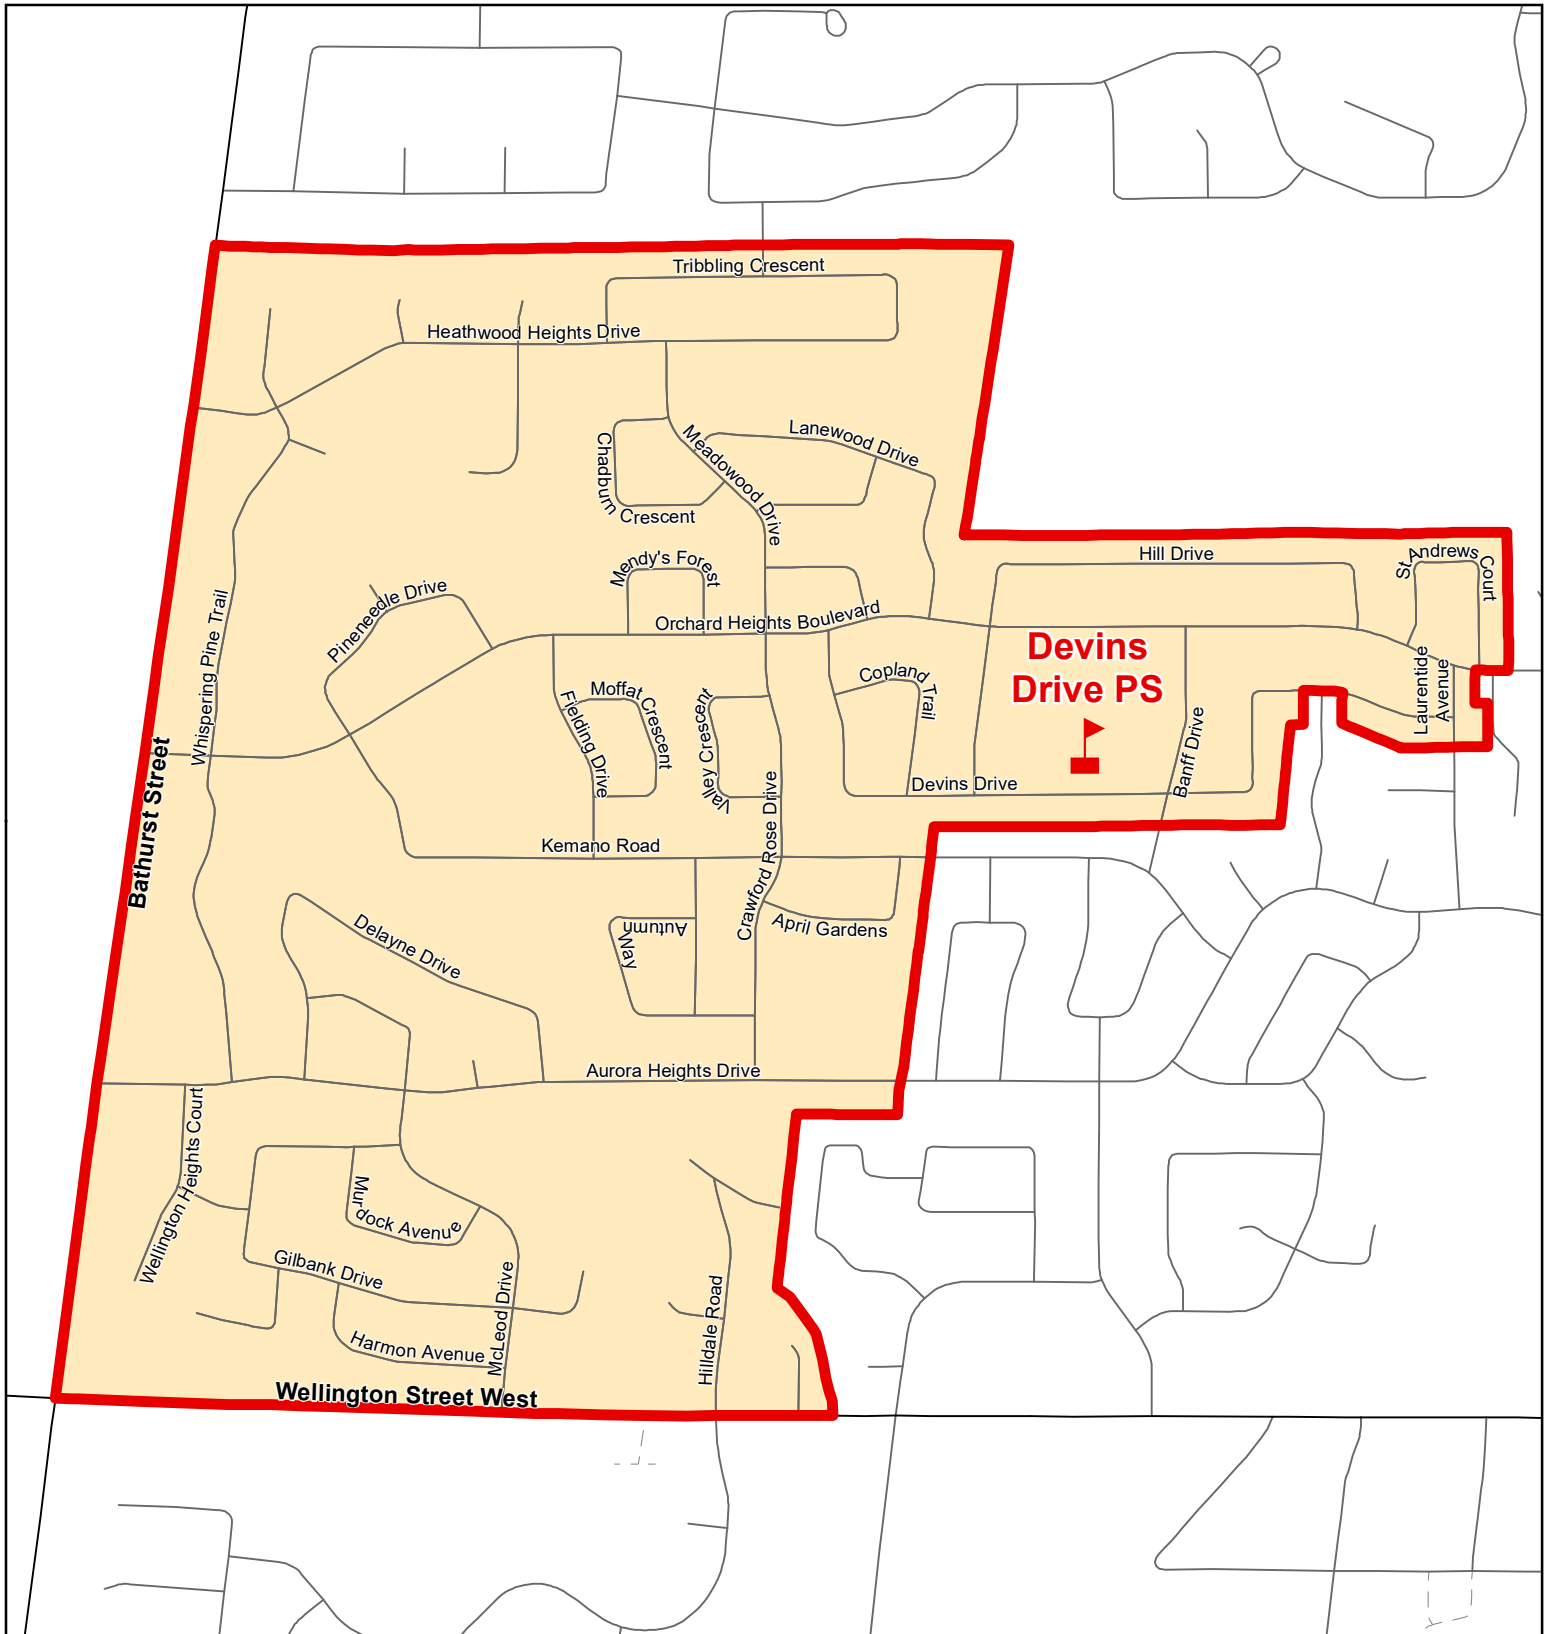 Tribbling Crescent
Heathwood Heights Drive
Lanewood Drive
Meadowood Drive
Chadburn
Crescent
Hill Drive
St Andrews Court
Mendy's Forest
Pineneedle Drive
Orchard Heights Boulevard
Whispering Pine Trail
Devins
Drive PS
Copland Trail
Laurentide
Avenue
Moffat Crescent
Fielding Drive
Valley Crescent
Banff Drive
Bathurst Street
Devins Drive
Crawford Rose Drive
Kemano Road
April Gardens
Autumn
Way
Delayne Drive
Aurora Heights Drive
Wellington Heights Court
Murdock Avenue
Gilbank Drive
McLeod Drive
Hilldale Road
Harmon Avenue
Wellington Street West